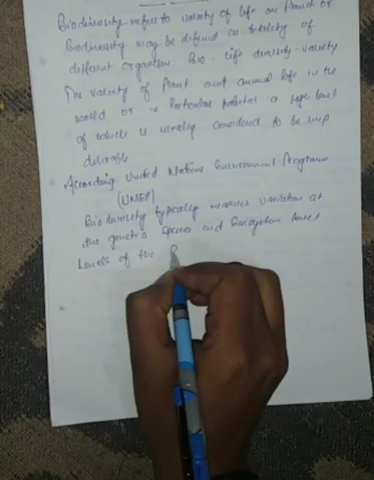 Biodiversity refers to variety of life on Planet or
Biodiversity may be defined as totality of
different organism Bio - life diversity - variety
The variety of Plant and animal life in the
world or in Particular habitat a high level
of which is usually considered to be imp
desirable
According United Nations Environment Programm
(UNEP)
Biodiversity typically measures variation at
the genetic Species and Ecosystem level
Levels of the